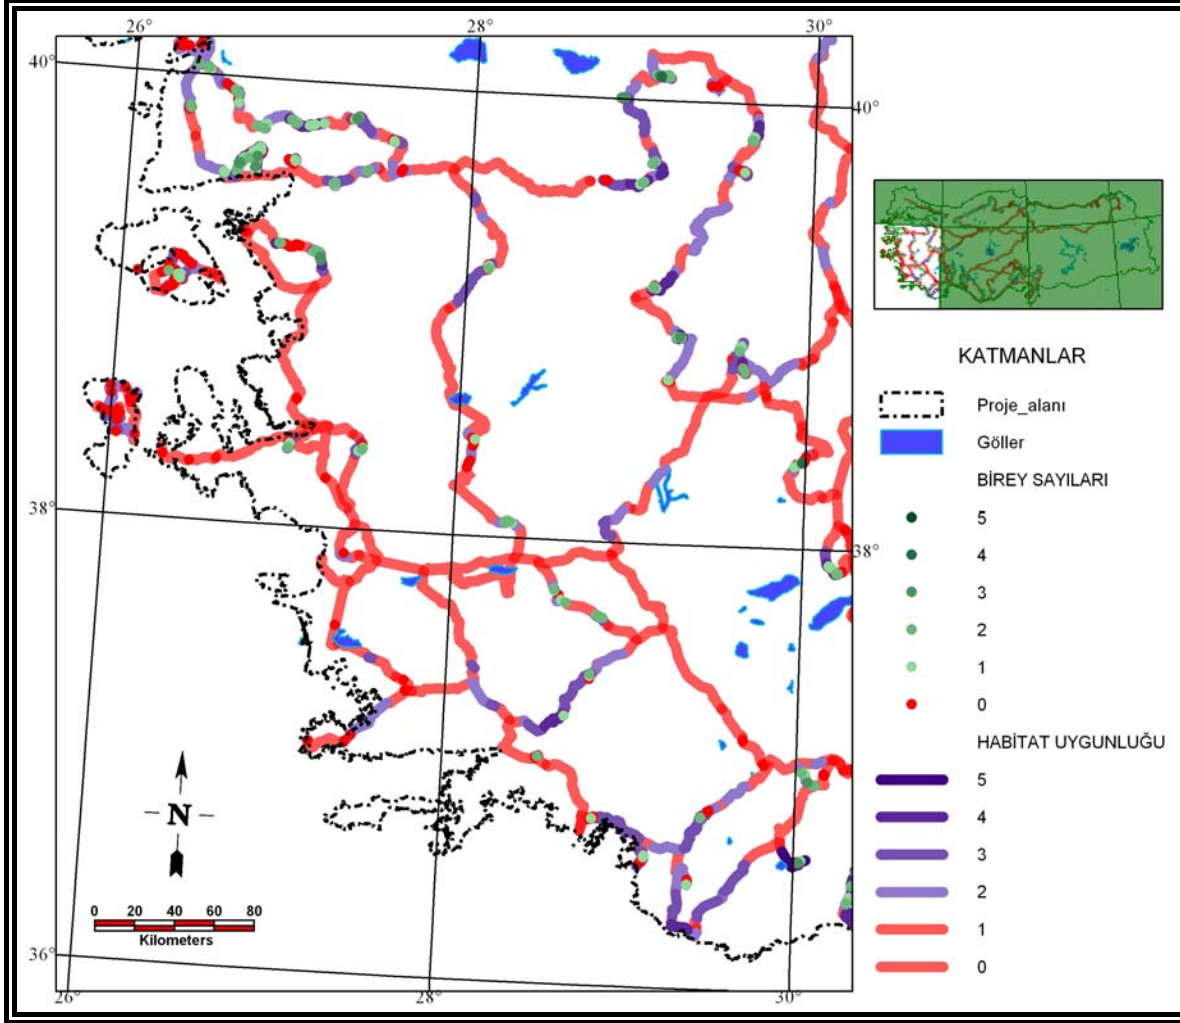 26° 28° 30°
40°
40°
38°
38°
36°
26° 28° 30°
N
0 20 40 60 80
Kilometers
KATMANLAR
Proje_alanı
Göller
BİREY SAYILARI
5
4
3
2
1
0
HABİTAT UYGUNLUĞU
5
4
3
2
1
0